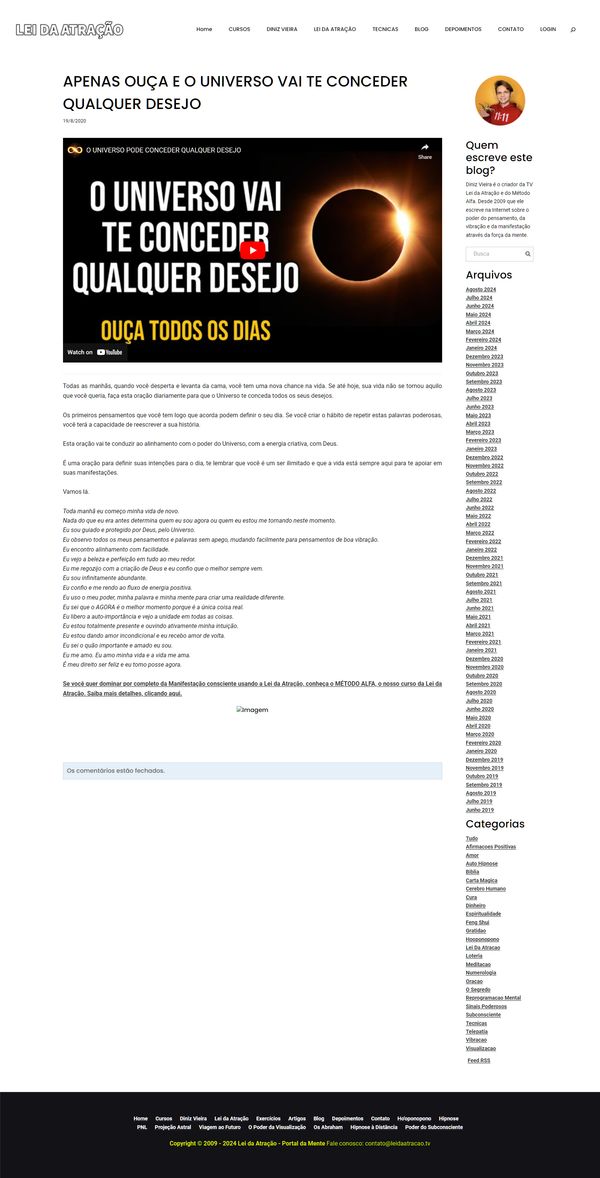 LEI DA ATRAÇÃO
Home CURSOS DINIZ VIEIRA LEI DA ATRAÇÃO TECNICAS BLOG DEPOIMENTOS CONTATO LOGIN
APENAS OUÇA E O UNIVERSO VAI TE CONCEDER
QUALQUER DESEJO
19/8/2020
O UNIVERSO PODE CONCEDER QUALQUER DESEJO
Share
O UNIVERSO VAI
TE CONCEDER
QUALQUER DESEJO
OUÇA TODOS OS DIAS
Watch on YouTube
Todas as manhãs, quando você desperta e levanta da cama, você tem uma nova chance na vida. Se até hoje, sua vida não se tornou aquilo
que você queria, faça esta oração diariamente para que o Universo te conceda todos os seus desejos.
Os primeiros pensamentos que você tem logo que acorda podem definir o seu dia. Se você criar o hábito de repetir estas palavras poderosas,
você terá a capacidade de reescrever a sua história.
Esta oração vai te conduzir ao alinhamento com o poder do Universo, com a energia criativa, com Deus.
É uma oração para definir suas intenções para o dia, te lembrar que você é um ser ilimitado e que a vida está sempre aqui para te apoiar em
suas manifestações.
Vamos lá.
Toda manhã eu começo minha vida de novo.
Nada do que eu era antes determina quem eu sou agora ou quem eu estou me tornando neste momento.
Eu sou guiado e protegido por Deus, pelo Universo.
Eu observo todos os meus pensamentos e palavras sem apego, mudando facilmente para pensamentos de boa vibração.
Eu encontro alinhamento com facilidade.
Eu vejo a beleza e perfeição em tudo ao meu redor.
Eu me regozijo com a criação de Deus e eu confio que o melhor sempre vem.
Eu sou infinitamente abundante.
Eu confio e me rendo ao fluxo de energia positiva.
Eu uso o meu poder, minha palavra e minha mente para criar uma realidade diferente.
Eu sei que o AGORA é o melhor momento porque é a única coisa real.
Eu libero a auto-importância e vejo a unidade em todas as coisas.
Eu estou totalmente presente e ouvindo ativamente minha intuição.
Eu estou dando amor incondicional e eu recebo amor de volta.
Eu sei o quão importante e amado eu sou.
Eu me amo. Eu amo minha vida e a vida me ama.
É meu direito ser feliz e eu tomo posse agora.
Se você quer dominar por completo da Manifestação consciente usando a Lei da Atração, conheça o MÉTODO ALFA, o nosso curso da Lei da
Atração. Saiba mais detalhes, clicando aqui.
Imagem
Os comentários estão fechados.
11:11
Quem
escreve este
blog?
Diniz Vieira é o criador da TV
Lei da Atração e do Método
Alfa. Desde 2009 que ele
escreve na Internet sobre o
poder do pensamento, da
vibração e da manifestação
através da força da mente.
Busca
Arquivos
Agosto 2024
Julho 2024
Junho 2024
Maio 2024
Abril 2024
Março 2024
Fevereiro 2024
Janeiro 2024
Dezembro 2023
Novembro 2023
Outubro 2023
Setembro 2023
Agosto 2023
Julho 2023
Junho 2023
Maio 2023
Abril 2023
Março 2023
Fevereiro 2023
Janeiro 2023
Dezembro 2022
Novembro 2022
Outubro 2022
Setembro 2022
Agosto 2022
Julho 2022
Junho 2022
Maio 2022
Abril 2022
Março 2022
Fevereiro 2022
Janeiro 2022
Dezembro 2021
Novembro 2021
Outubro 2021
Setembro 2021
Agosto 2021
Julho 2021
Junho 2021
Maio 2021
Abril 2021
Março 2021
Fevereiro 2021
Janeiro 2021
Dezembro 2020
Novembro 2020
Outubro 2020
Setembro 2020
Agosto 2020
Julho 2020
Junho 2020
Maio 2020
Abril 2020
Março 2020
Fevereiro 2020
Janeiro 2020
Dezembro 2019
Novembro 2019
Outubro 2019
Setembro 2019
Agosto 2019
Julho 2019
Junho 2019
Categorias
Tudo
Afirmacoes Positivas
Amor
Auto Hipnose
Biblia
Carta Magica
Cerebro Humano
Cura
Dinheiro
Espiritualidade
Feng Shui
Gratidao
Hooponopono
Lei Da Atracao
Loteria
Meditacao
Numerologia
Oracao
O Segredo
Reprogramacao Mental
Sinais Poderosos
Subconsciente
Tecnicas
Telepatia
Vibracao
Visualizacao
Feed RSS
Home Cursos Diniz Vieira Lei da Atração Exercícios Artigos Blog Depoimentos Contato Ho'oponopono Hipnose
PNL Projeção Astral Viagem ao Futuro O Poder da Visualização Os Abraham Hipnose à Distância Poder do Subconsciente
Copyright © 2009 - 2024 Lei da Atração - Portal da Mente Fale conosco: contato@leidaatracao.tv